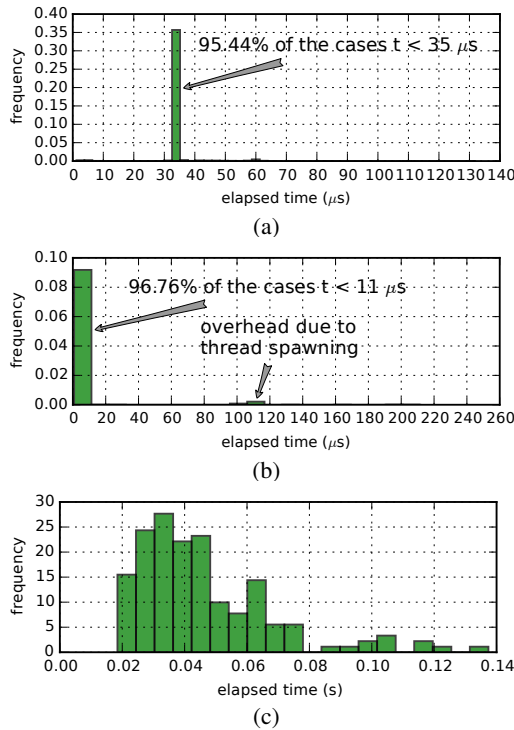 0.40
0.35
0.30
0.25
0.20
0.15
0.10
0.05
0.00
frequency
95.44% of the cases t < 35 μs
0 10 20 30 40 50 60 70 80 90 100 110 120 130 140
elapsed time (μs)
(a)
0.10
0.08
0.06
0.04
0.02
0.00
frequency
96.76% of the cases t < 11 μs
overhead due to
thread spawning
0 20 40 60 80 100 120 140 160 180 200 220 240 260
elapsed time (μs)
(b)
30
25
20
15
10
5
0
frequency
0.00 0.02 0.04 0.06 0.08 0.10 0.12 0.14
elapsed time (s)
(c)